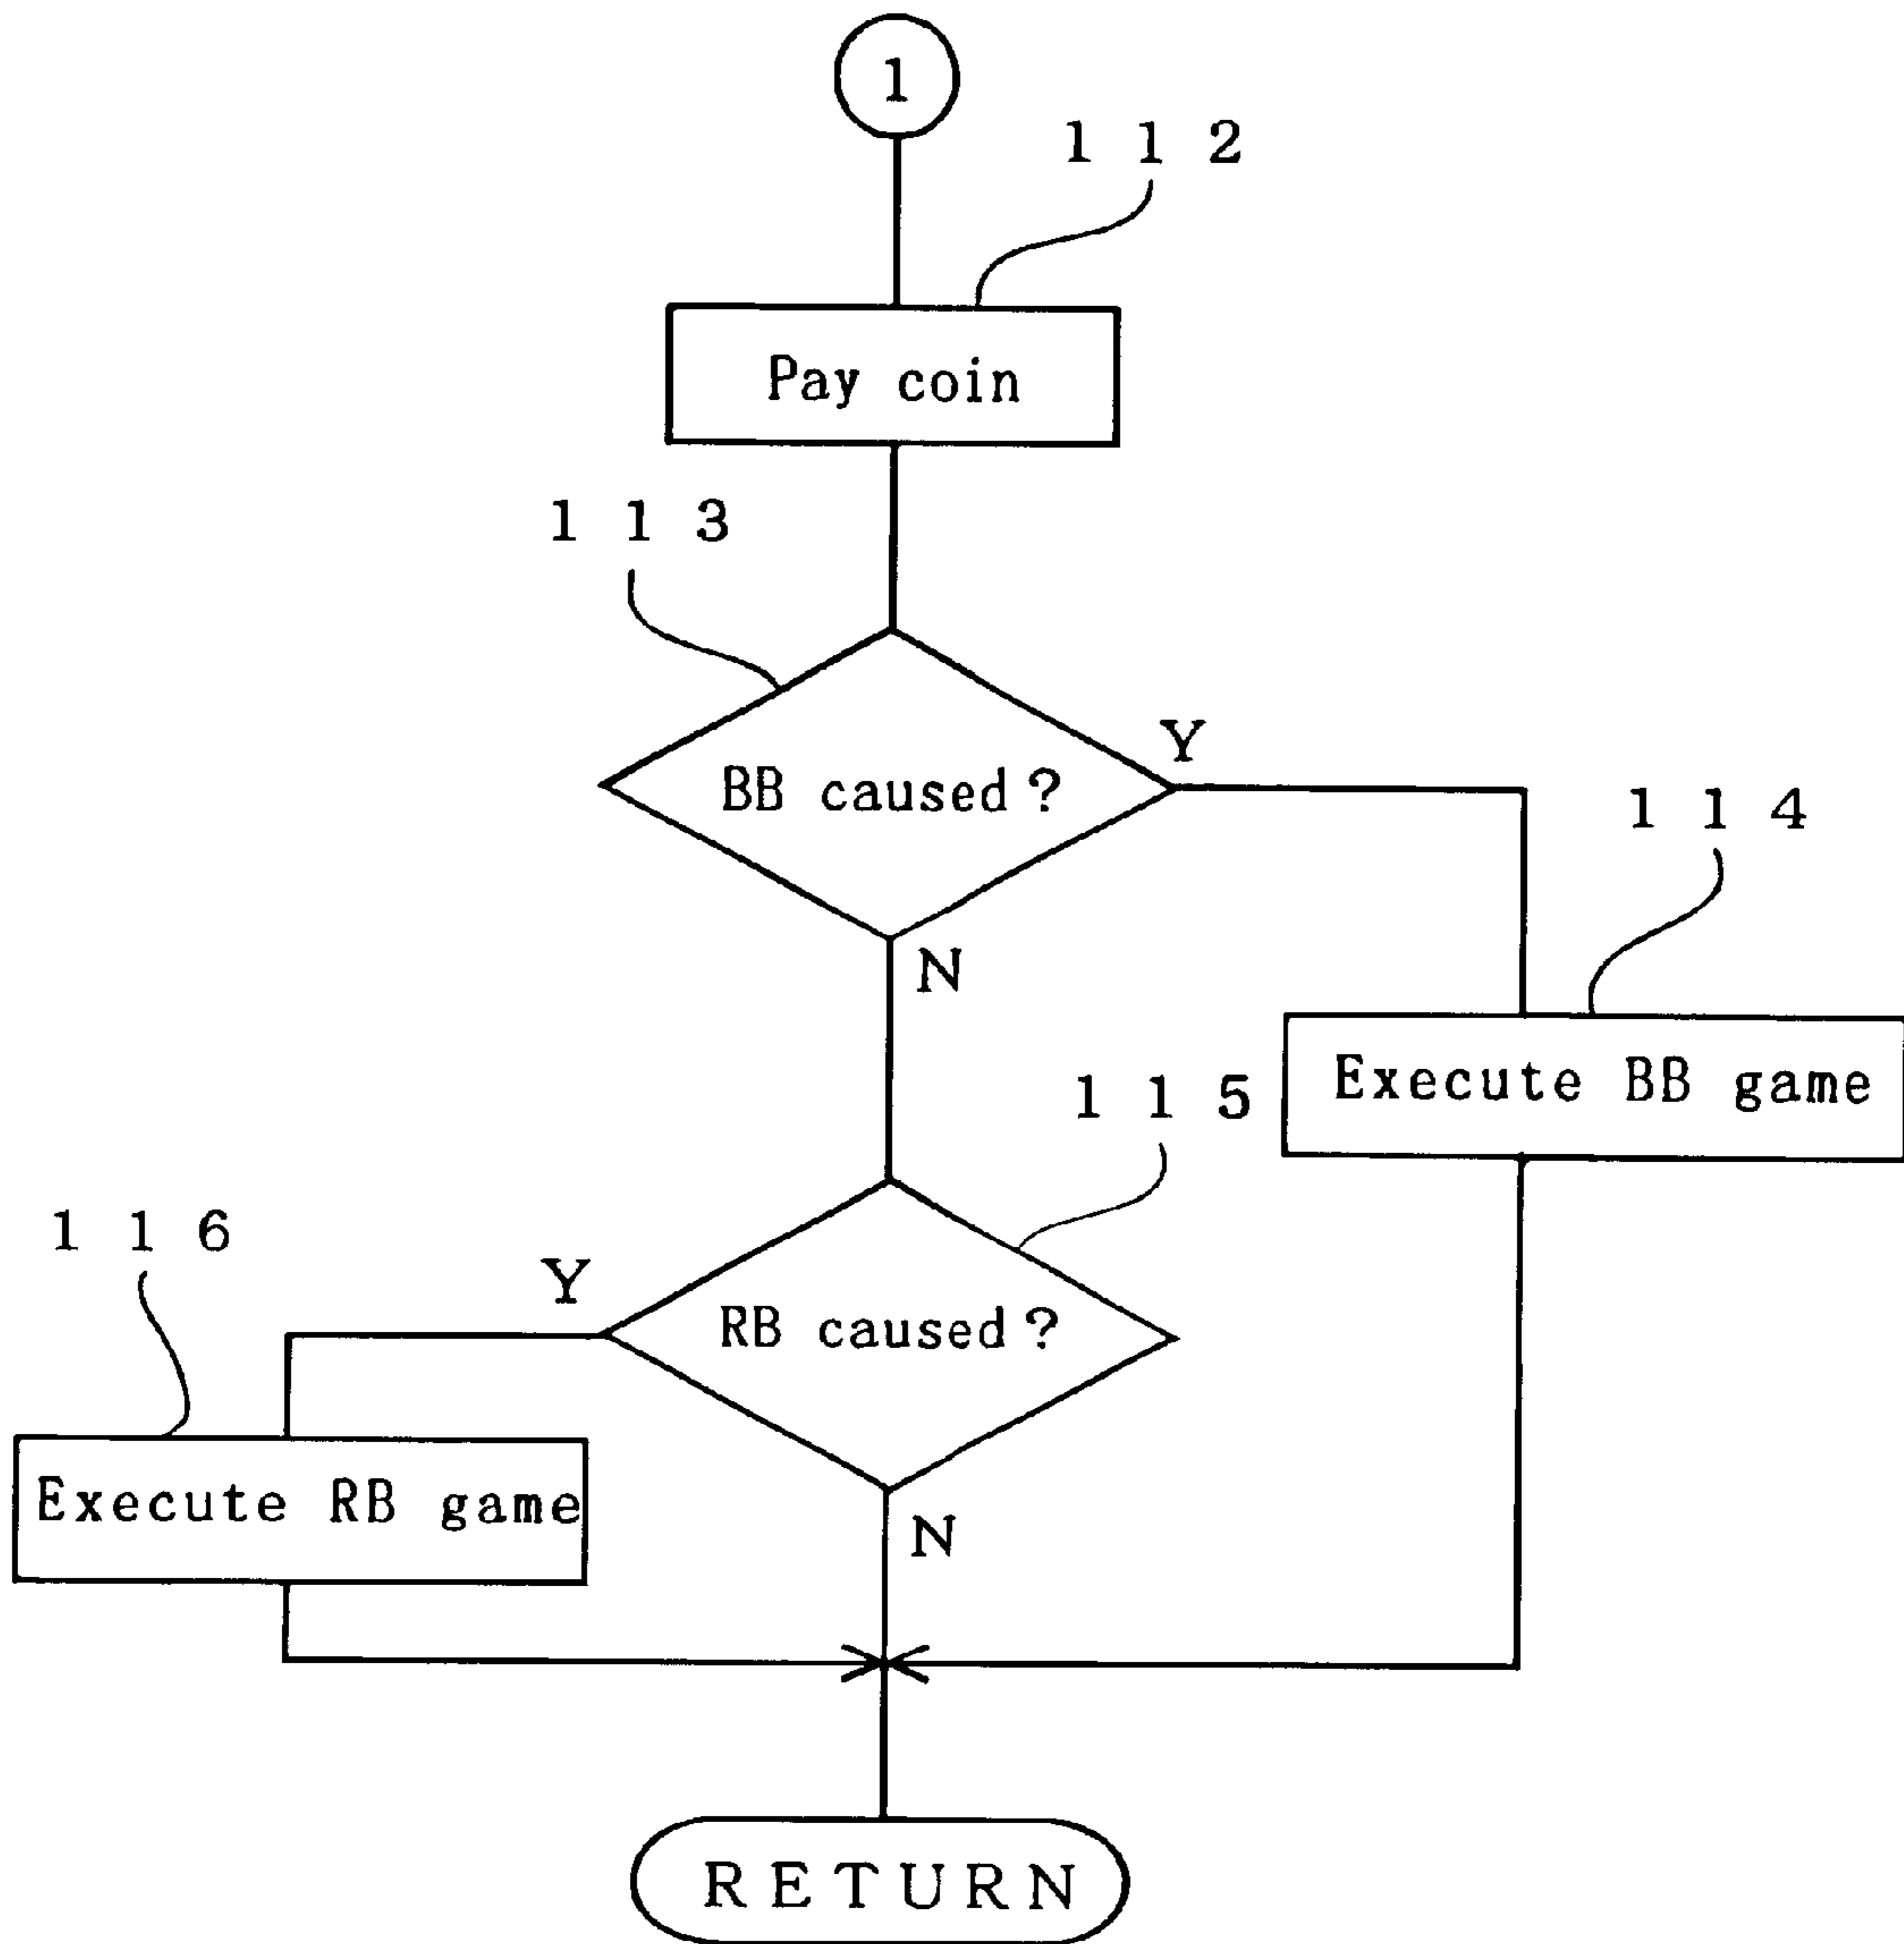 1
1 1 2
Pay coin
1 1 3
Y
BB caused?
1 1 4
N
Execute BB game
1 1 5
1 1 6
Y
RB caused?
Execute RB game
N
RETURN